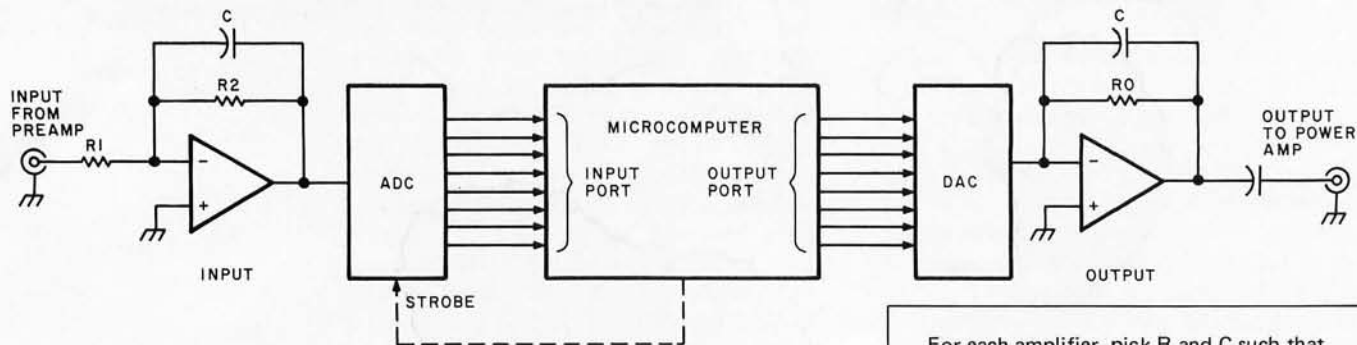 C
R2
INPUT
FROM
PREAMP
R1
-
+
INPUT
ADC
STROBE
MICROCOMPUTER
INPUT
PORT
OUTPUT
PORT
DAC
C
RO
-
+
OUTPUT
OUTPUT
TO POWER
AMP
For each amplifier, pick R and C such that